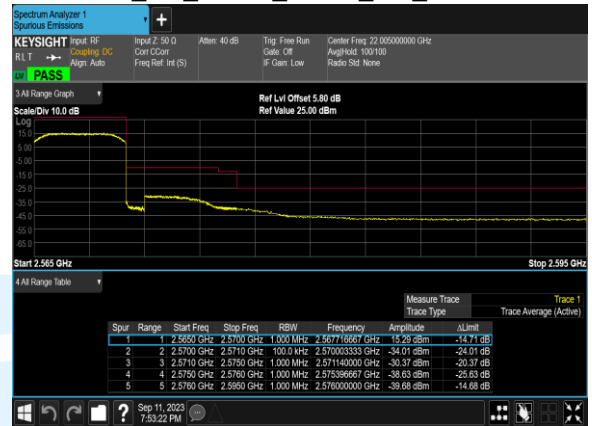 Spectrum Analyzer 1
Spurious Emissions
KEYSIGHT Input: RF Input Z: 50 Ω Atten: 40 dB Trig: Free Run Center Freq: 22.005000000 GHz
Coupling: DC Corr CCorr Gate: Off Avg|Hold: 100/100
RLT Align: Auto Freq Ref: Int (S) IF Gain: Low Radio Std: None
PASS
3 All Range Graph
Ref Lvl Offset 5.80 dB
Scale/Div 10.0 dB Ref Value 25.00 dBm
Log
15.0
5.00
-5.00
-15.0
-25.0
-35.0
-45.0
-55.0
-65.0
Start 2.565 GHz Stop 2.595 GHz
4 All Range Table
Measure Trace Trace 1
Trace Type Trace Average (Active)
Spur Range Start Freq Stop Freq RBW Frequency Amplitude ΔLimit
1 1 2.5650 GHz 2.5700 GHz 1.000 MHz 2.567716667 GHz 15.29 dBm -14.71 dB
2 2 2.5700 GHz 2.5710 GHz 100.0 kHz 2.570003333 GHz -34.01 dBm -24.01 dB
3 3 2.5710 GHz 2.5750 GHz 1.000 MHz 2.571140000 GHz -30.37 dBm -20.37 dB
4 4 2.5750 GHz 2.5760 GHz 1.000 MHz 2.575396667 GHz -38.63 dBm -25.63 dB
5 5 2.5760 GHz 2.5950 GHz 1.000 MHz 2.576000000 GHz -39.68 dBm -14.68 dB
Sep 11, 2023
7:53:22 PM